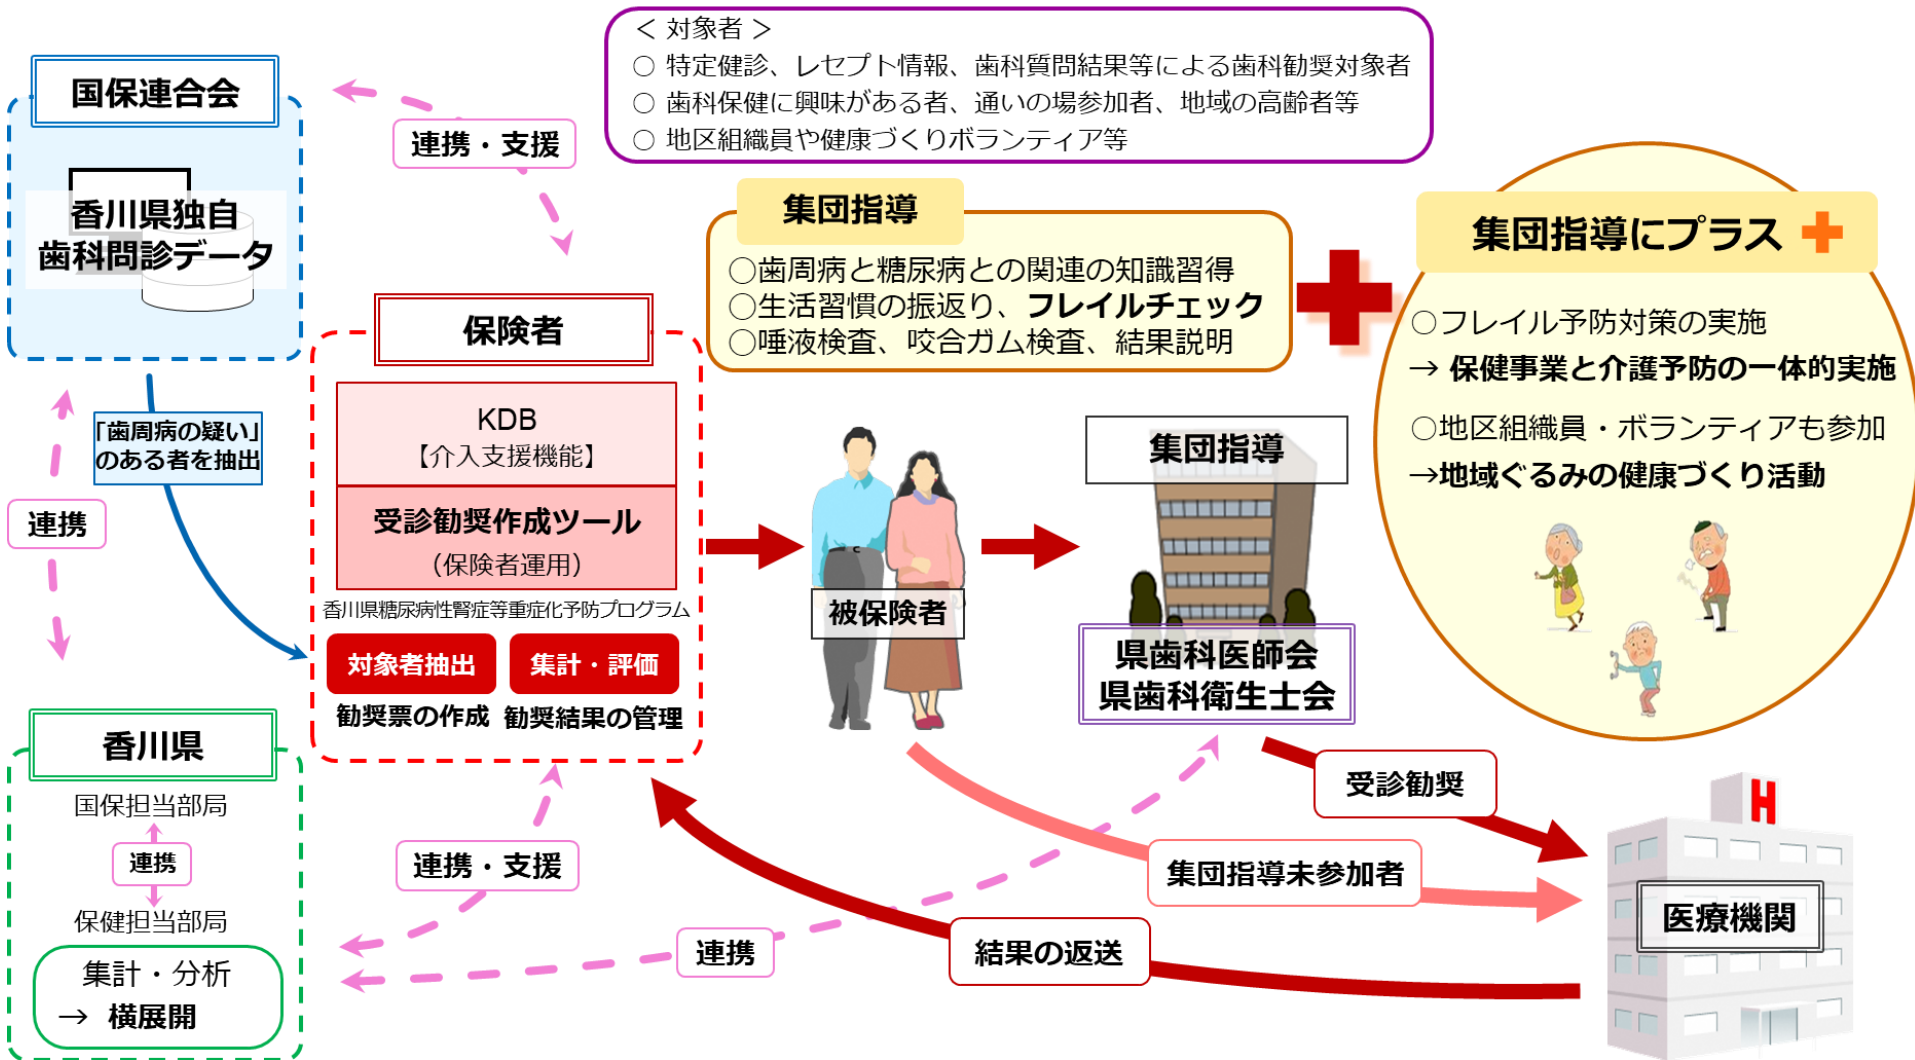 ＜ 対象者 ＞
○ 特定健診、レセプト情報、歯科質問結果等による歯科勧奨対象者
○ 歯科保健に興味がある者、通いの場参加者、地域の高齢者等
○ 地区組織員や健康づくりボランティア等
国保連合会
香川県独自
歯科問診データ
連携・支援
「歯周病の疑い」
のある者を抽出
連携
保険者
KDB
【介入支援機能】
受診勧奨作成ツール
（保険者運用）
香川県糖尿病性腎症等重症化予防プログラム
対象者抽出
集計・評価
勧奨票の作成
勧奨結果の管理
集団指導
○歯周病と糖尿病との関連の知識習得
○生活習慣の振返り、フレイルチェック
○唾液検査、咬合ガム検査、結果説明
集団指導にプラス
○フレイル予防対策の実施
→ 保健事業と介護予防の一体的実施
○地区組織員・ボランティアも参加
→地域ぐるみの健康づくり活動
被保険者
集団指導
県歯科医師会
県歯科衛生士会
香川県
国保担当部局
連携
保健担当部局
集計・分析
→ 横展開
連携・支援
連携
受診勧奨
集団指導未参加者
結果の返送
H
医療機関